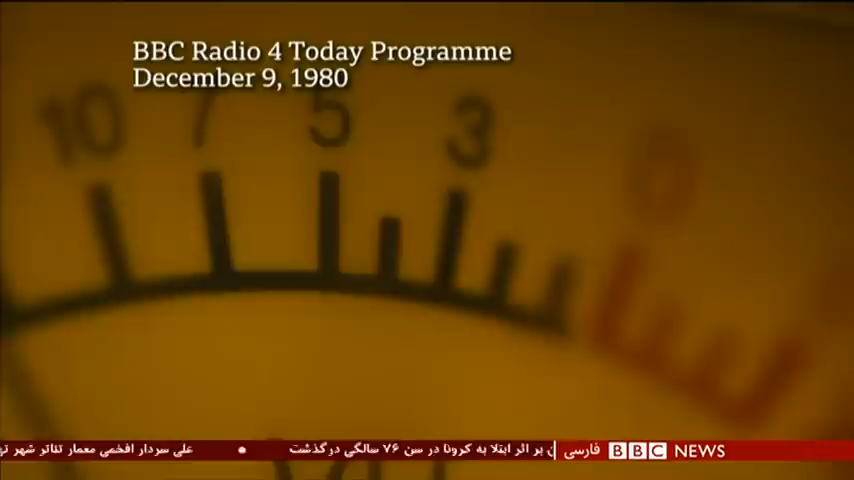 BBC Radio 4 Today Programme
December 9, 1980
10 7 5 3 0
علی سردار افخمی معمار تئاتر شهر • بر اثر ابتلا به کرونا در سن ۷۶ سالگی درگذشت
BBC NEWS فارسی